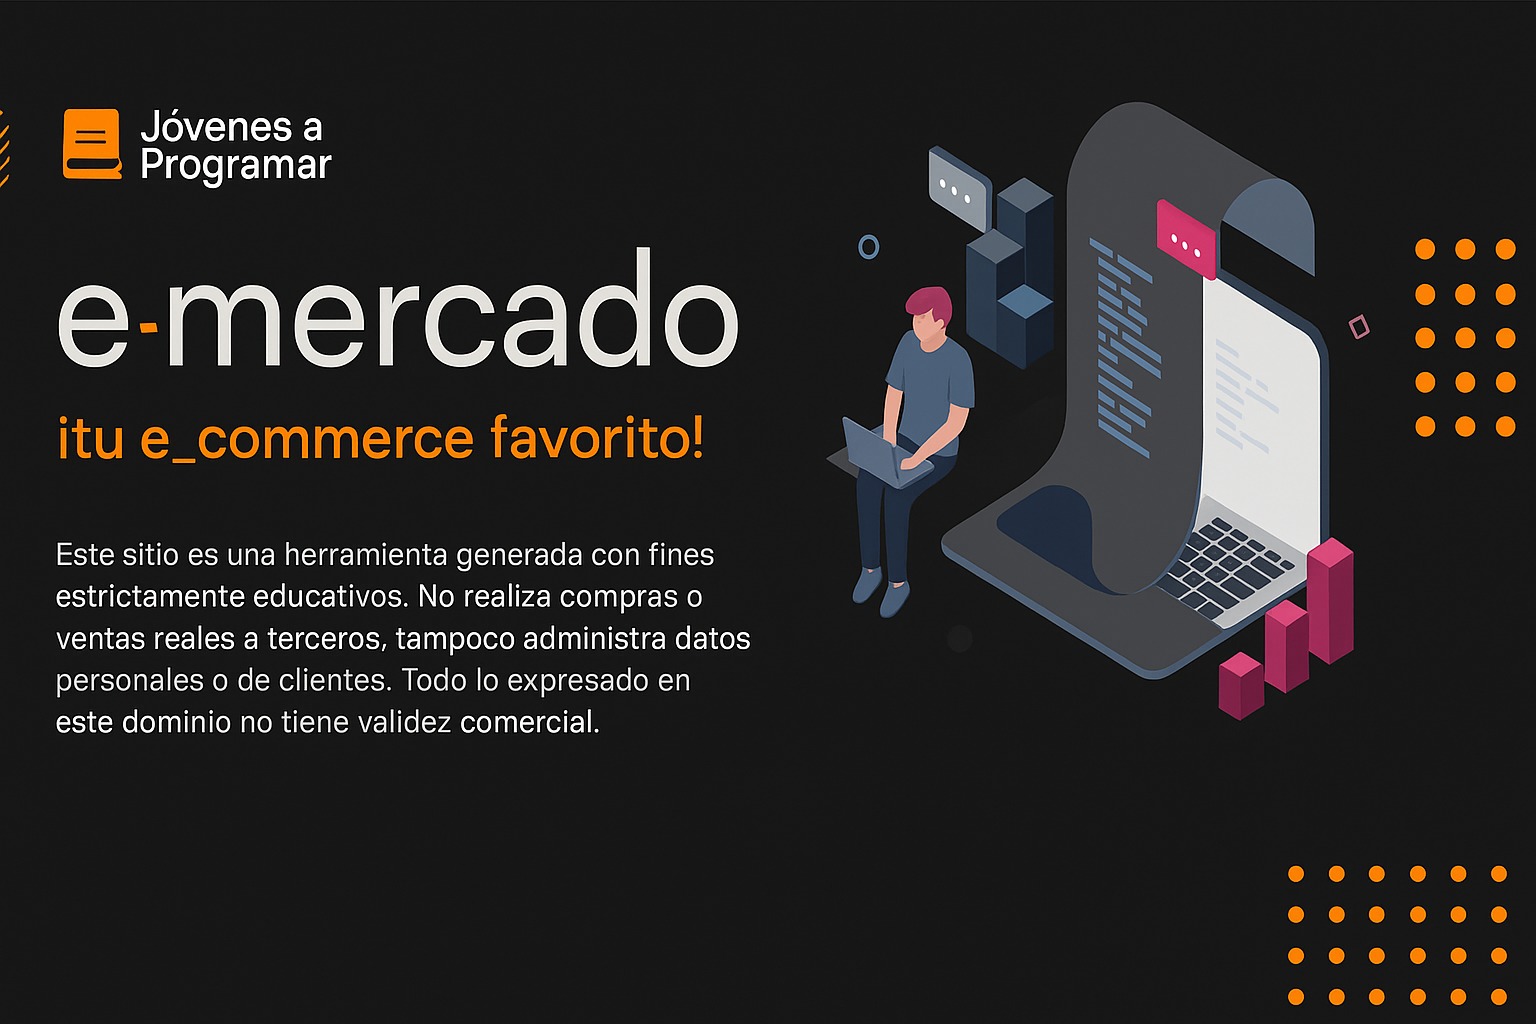 Jóvenes a
Programar
e-mercado
¡tu e_commerce favorito!
Este sitio es una herramienta generada con fines
estrictamente educativos. No realiza compras o
ventas reales a terceros, tampoco administra datos
personales o de clientes. Todo lo expresado en
este dominio no tiene validez comercial.